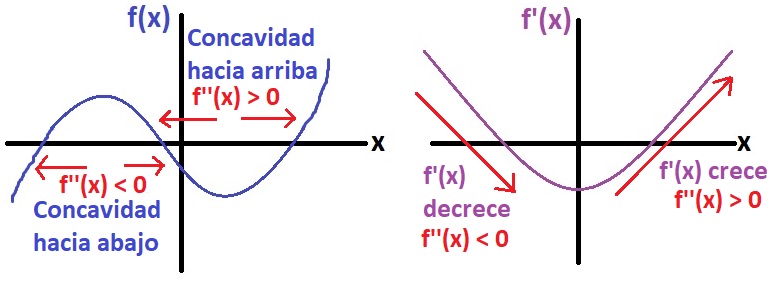 f(x)
Concavidad
hacia arriba
f''(x) > 0
x
f''(x) < 0
Concavidad
hacia abajo
f'(x)
x
f'(x)
decrece
f''(x) < 0
f'(x) crece
f''(x) > 0